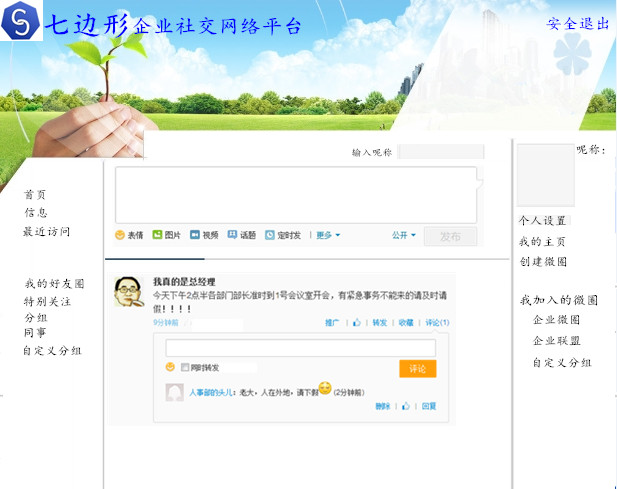 七边形企业社交网络平台
安全退出
输入昵称
昵称:
首页
信息
最近访问
我的好友圈
特别关注
分组
同事
自定义分组
表情 图片 视频 话题 定时发 | 更多 公开 发布
我真的是总经理
今天下午2点半各部门部长准时到1号会议室开会，有紧急事务不能来的请及时请
假！！！！
9分钟前
推广 | | 转发 | 收藏 | 评论(1)
同时转发
评论
人事部的头儿：老大，人在外地，请下假 (2分钟前)
删除 | | 回复
个人设置
我的主页
创建微圈
我加入的微圈
企业微圈
企业联盟
自定义分组